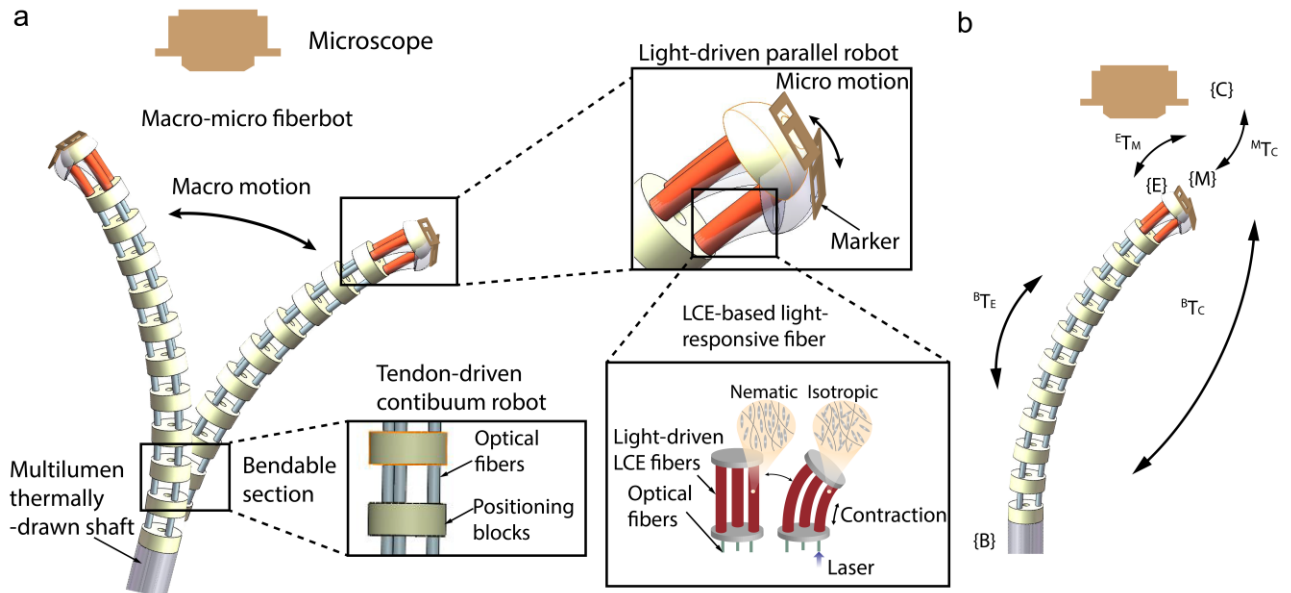 a
Microscope
Macro-micro fiberbot
Macro motion
Light-driven parallel robot
Micro motion
Marker
LCE-based light-
responsive fiber
Tendon-driven
contibuum robot
Optical
fibers
Positioning
blocks
Bendable
section
Multilumen
thermally
-drawn shaft
Nematic
Isotropic
Light-driven
LCE fibers
Optical
fibers
Contraction
Laser
b
{C}
ETM
MTC
{E}
{M}
BTE
BTC
{B}